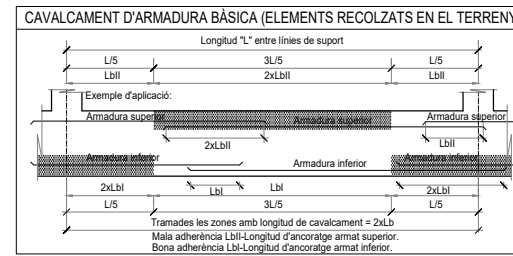 CAVALCAMENT D'ARMADURA BÀSICA (ELEMENTS RECOLZATS EN EL TERRENY
Longitud "L" entre línies de suport
L/5 3L/5 L/5
LbII 2xLbII LbII
Exemple d'aplicació:
Armadura superior Armadura superior Armadura superior
2xLbII LbII
Armadura inferior Armadura inferior Armadura inferior
2xLbI LbI LbI 2xLbI
L/5 3L/5 L/5
Tramades les zones amb longitud de cavalcament = 2xLb
Mala adherència LbII-Longitud d'ancoratge armat superior.
Bona adherència LbI-Longitud d'ancoratge armat inferior.